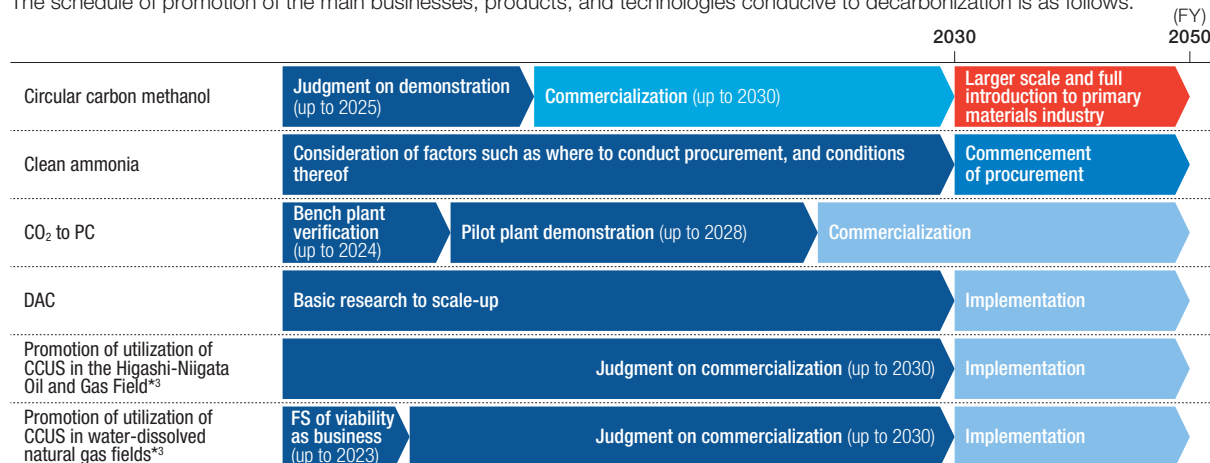 The schedule of promotion of the main businesses, products, and technologies conducive to decarbonization is as follows.
(FY)
2030
2050
Circular carbon methanol
Judgment on demonstration
(up to 2025)
Commercialization (up to 2030)
Larger scale and full
introduction to primary
materials industry
Clean ammonia
Consideration of factors such as where to conduct procurement, and conditions
thereof
Commencement
of procurement
CO₂ to PC
Bench plant
verification
(up to 2024)
Pilot plant demonstration (up to 2028)
Commercialization
DAC
Basic research to scale-up
Implementation
Promotion of utilization of
CCUS in the Higashi-Niigata
Oil and Gas Field*³
Judgment on commercialization (up to 2030)
Implementation
Promotion of utilization of
CCUS in water-dissolved
natural gas fields*³
FS of viability
as business
(up to 2023)
Judgment on commercialization (up to 2030)
Implementation